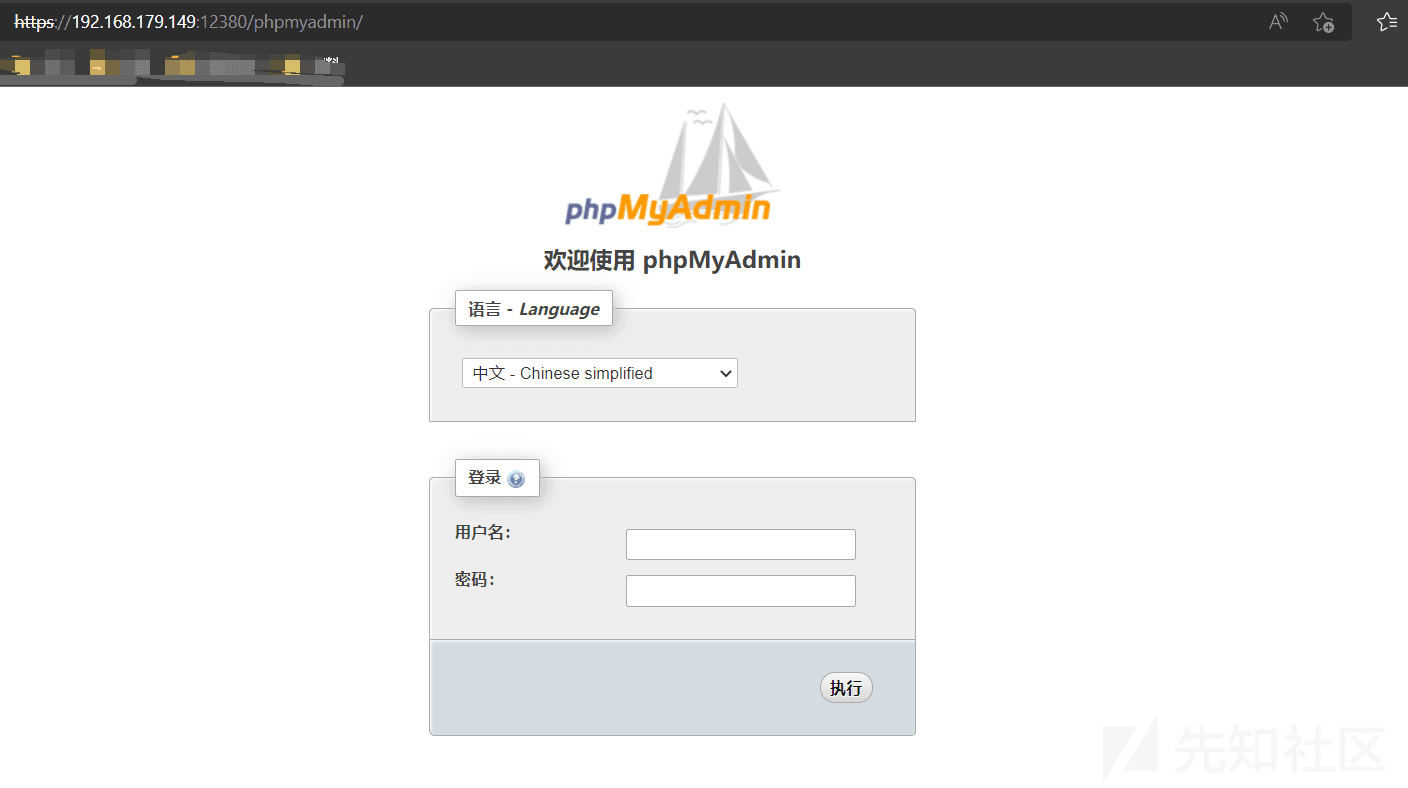 https://192.168.179.149:12380/phpmyadmin/
phpMyAdmin
欢迎使用 phpMyAdmin
语言 - Language
中文 - Chinese simplified
登录
用户名:
密码:
执行
先知社区